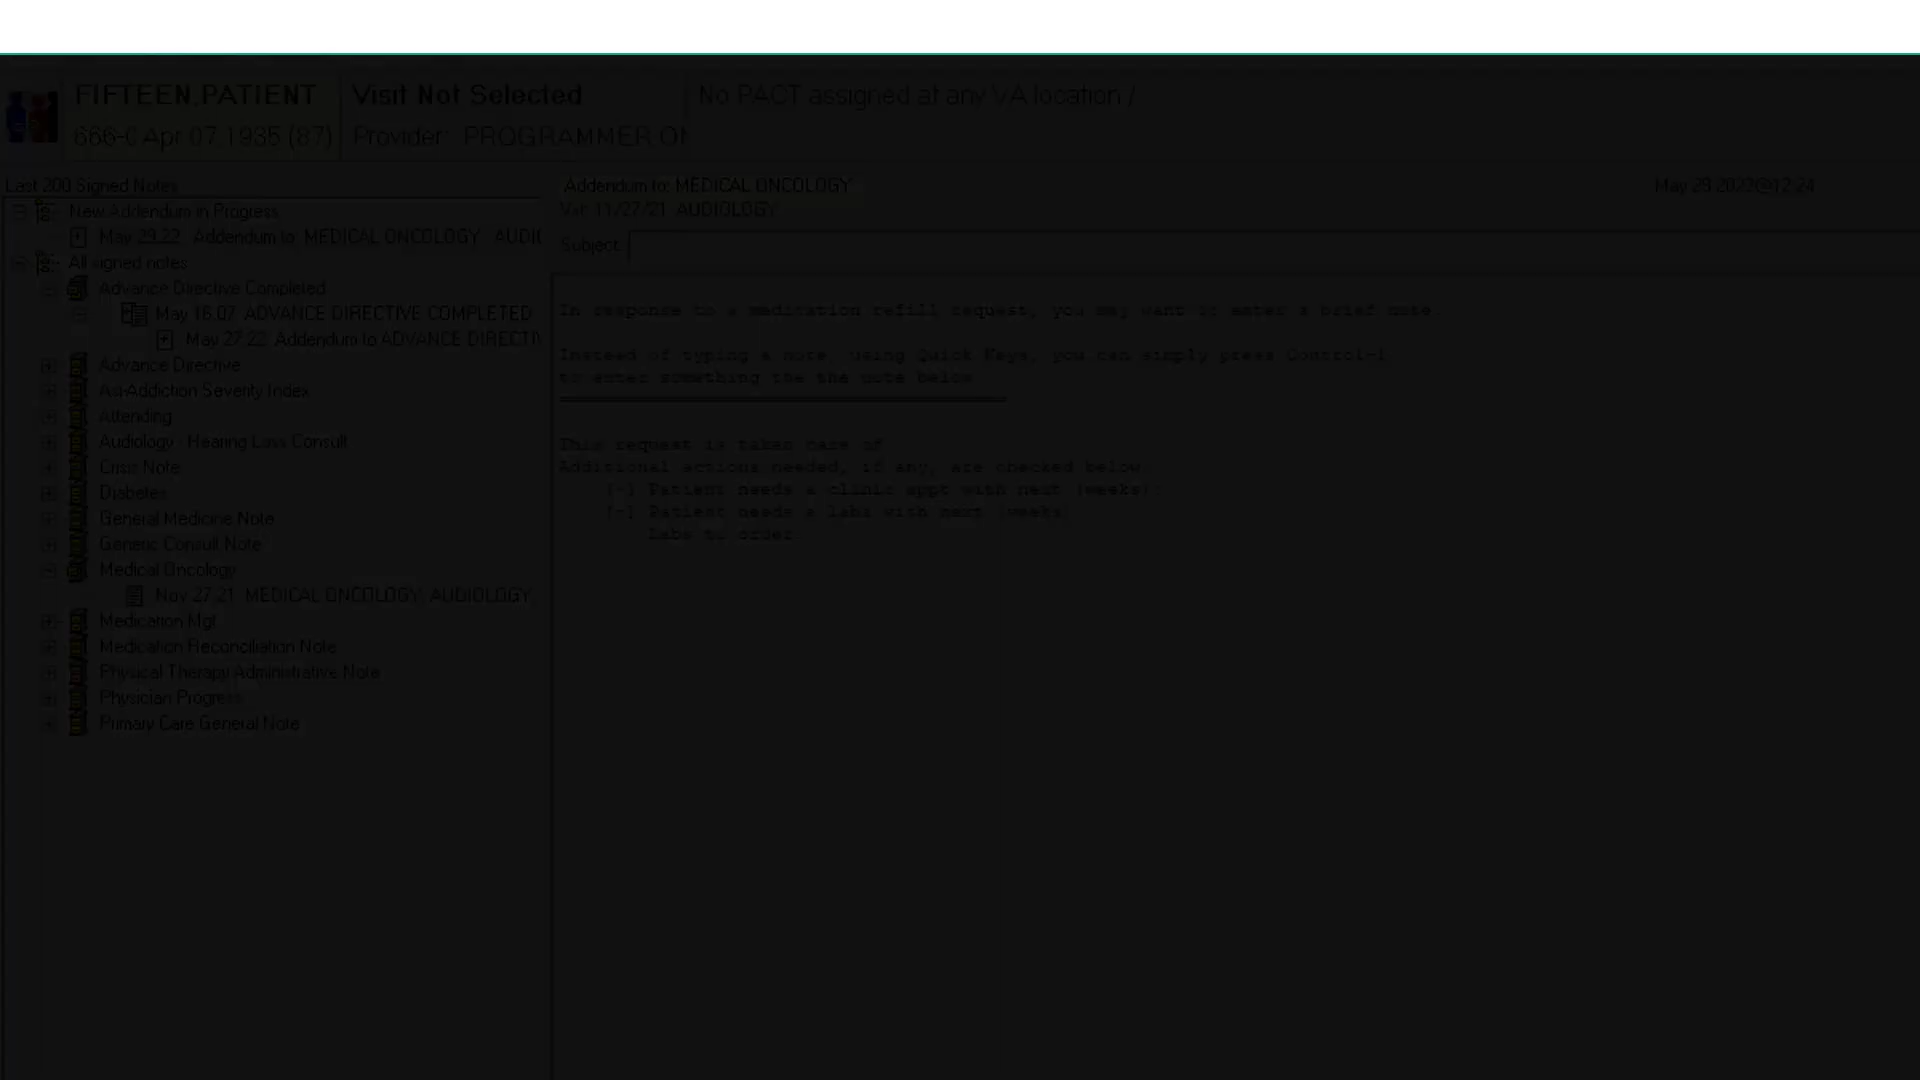 FIFTEEN,PATIENT
666-0 Apr 07,1935 (87)
Visit Not Selected
Provider: PROGRAMMER,ON
No PACT assigned at any VA location /
Last 200 Signed Notes
New Addendum in Progress
May 29,22 Addendum to MEDICAL ONCOLOGY, AUDI
All signed notes
Advance Directive Completed
May 16,07 ADVANCE DIRECTIVE COMPLETED
May 27,22 Addendum to ADVANCE DIRECTI
Advance Directive
Asi-Addiction Severity Index
Attending
Audiology - Hearing Loss Consult
Crisis Note
Diabetes
General Medicine Note
Generic Consult Note
Medical Oncology
Nov 27,21 MEDICAL ONCOLOGY, AUDIOLOGY,
Medication Mgt
Medication Reconciliation Note
Physical Therapy Administrative Note
Physician Progress
Primary Care General Note
Addendum to: MEDICAL ONCOLOGY
May 29,2022@12:24
Vst: 11/27/21 AUDIOLOGY
Subject:
In response to a medication refill request, you may want to enter a brief note
Instead of typing a note, using Quick Keys, you can simply press Control-L
to enter something the the note below
This request is taken care of
Additional actions needed, if any, are checked below:
[-] Patient needs a clinic appt with next (weeks):
[-] Patient needs a labs with next (weeks)
Labs to order